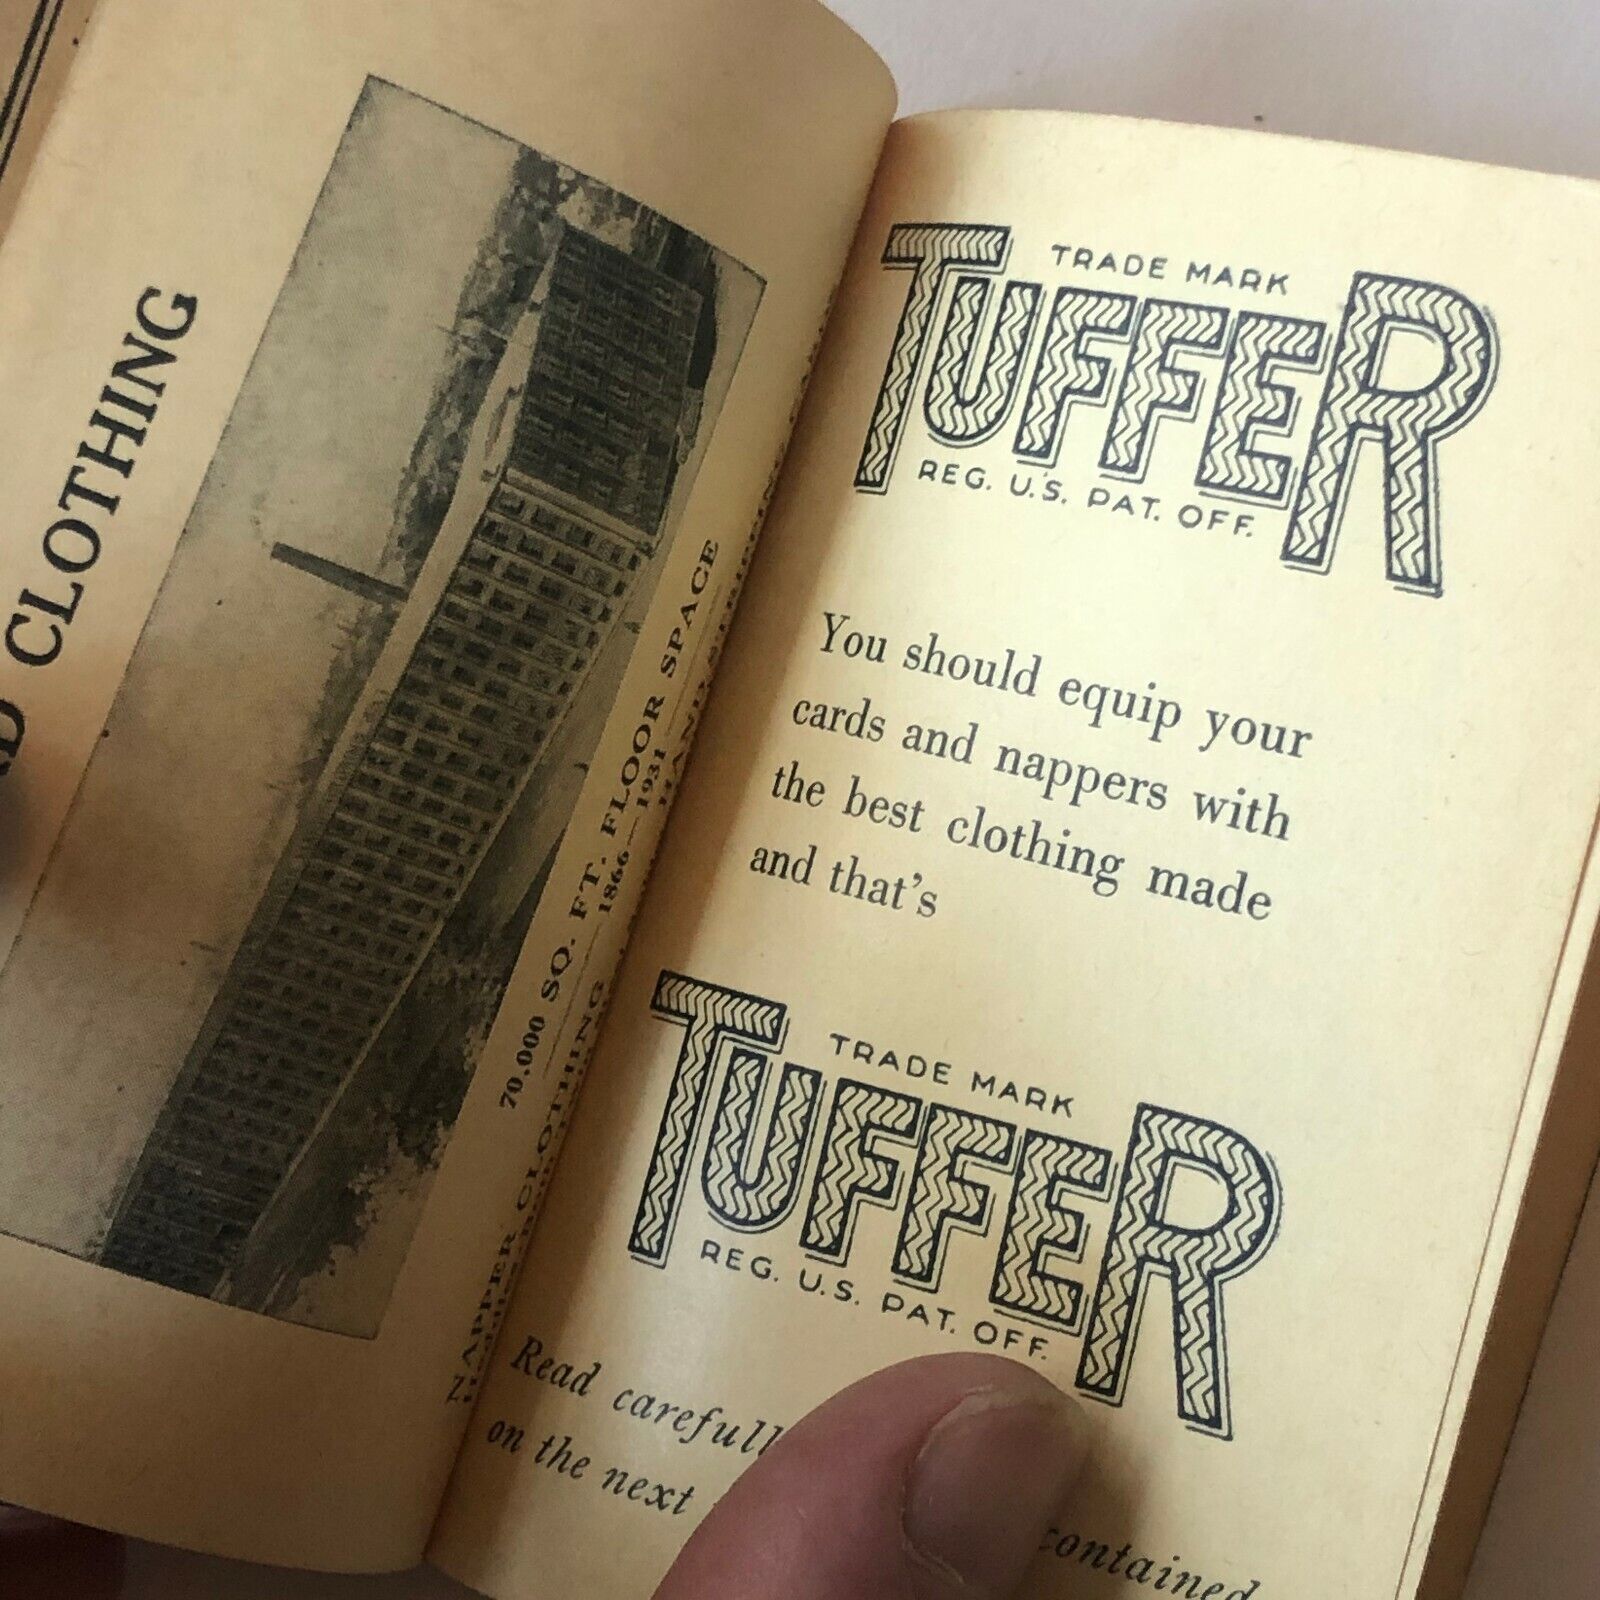 D CLOTHING
70,000 SQ. FT. FLOOR SPACE
1866—1931
NAPPER CLOTHING
TRADE MARK
TUFFER
REG. U.S. PAT. OFF.
You should equip your
cards and nappers with
the best clothing made
and that's
TRADE MARK
TUFFER
REG. U.S. PAT. OFF.
Read
on the next
contained